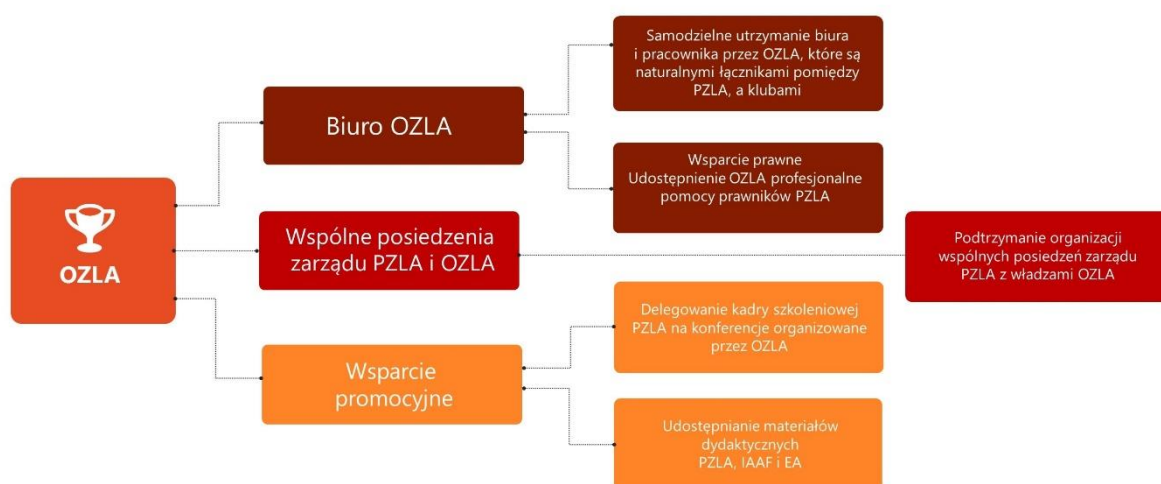 OZLA
Biuro OZLA
Samodzielne utrzymanie biura
i pracownika przez OZLA, które są
naturalnymi łącznikami pomiędzy
PZLA, a klubami
Wsparcie prawne
Udostępnienie OZLA profesjonalne
pomocy prawników PZLA
Wspólne posiedzenia
zarządu PZLA i OZLA
Podtrzymanie organizacji
wspólnych posiedzeń zarządu
PZLA z władzami OZLA
Wsparcie
promocyjne
Delegowanie kadry szkoleniowej
PZLA na konferencje organizowane
przez OZLA
Udostępnianie materiałów
dydaktycznych
PZLA, IAAF i EA